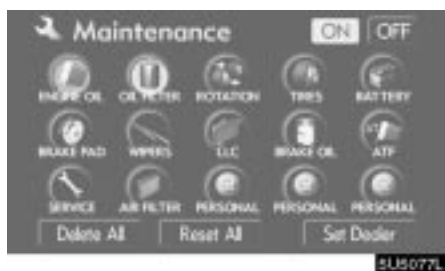 Maintenance ON OFF
ENGINE OIL OIL FILTER ROTATION TIRES BATTERY
BRAKE PAD WIPERS LLC BRAKE OIL ATF
SERVICE AIR FILTER PERSONAL PERSONAL PERSONAL
Delete All Reset All Set Dealer
SUS077L